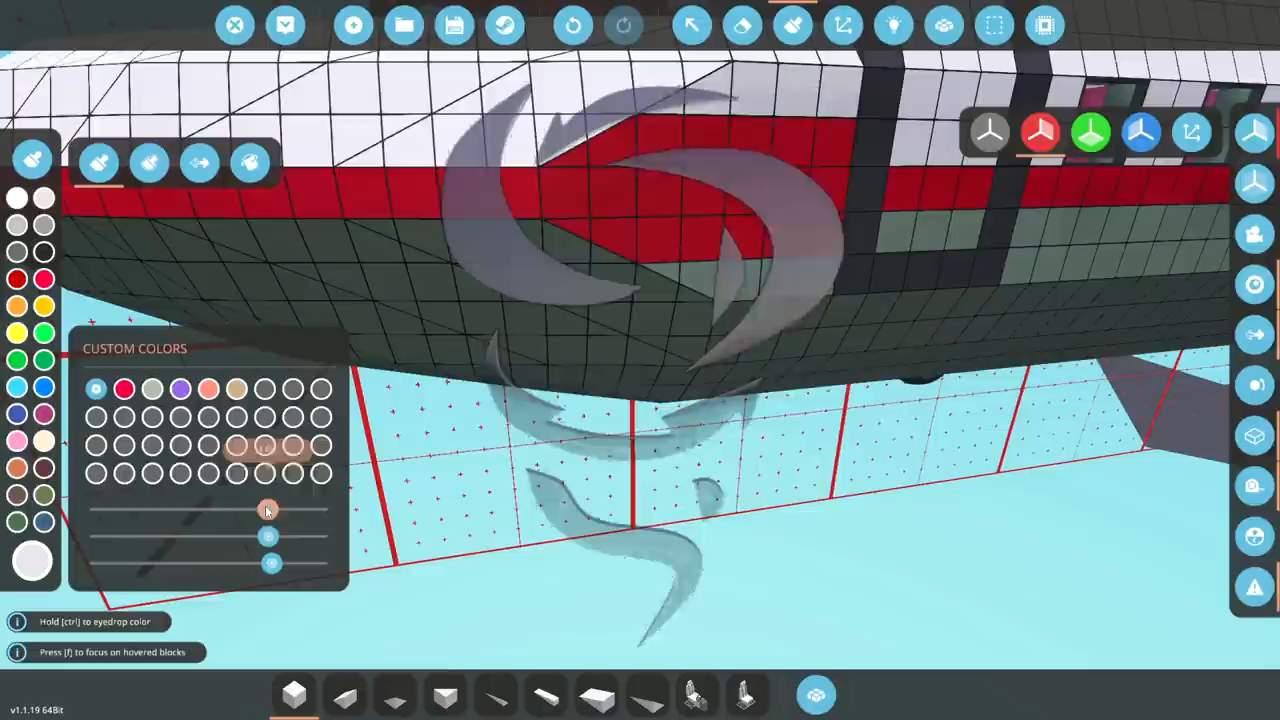 CUSTOM COLORS
Hold [ctrl] to eyedrop color
Press [f] to focus on hovered blocks
v1.1.19 64Bit